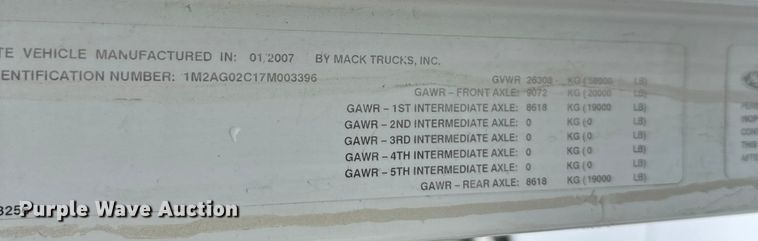 TE VEHICLE MANUFACTURED IN: 01/2007 BY MACK TRUCKS, INC.
DENTIFICATION NUMBER: 1M2AG02C17M003396
GVWR 26308 KG (58000 LB)
GAWR – FRONT AXLE: 9072 KG (20000 LB)
GAWR – 1ST INTERMEDIATE AXLE: 8618 KG (19000 LB)
GAWR – 2ND INTERMEDIATE AXLE: 0 KG (0 LB)
GAWR – 3RD INTERMEDIATE AXLE: 0 KG (0 LB)
GAWR – 4TH INTERMEDIATE AXLE: 0 KG (0 LB)
GAWR – 5TH INTERMEDIATE AXLE: 0 KG (0 LB)
GAWR – REAR AXLE: 8618 KG (19000 LB)
Purple Wave Auction